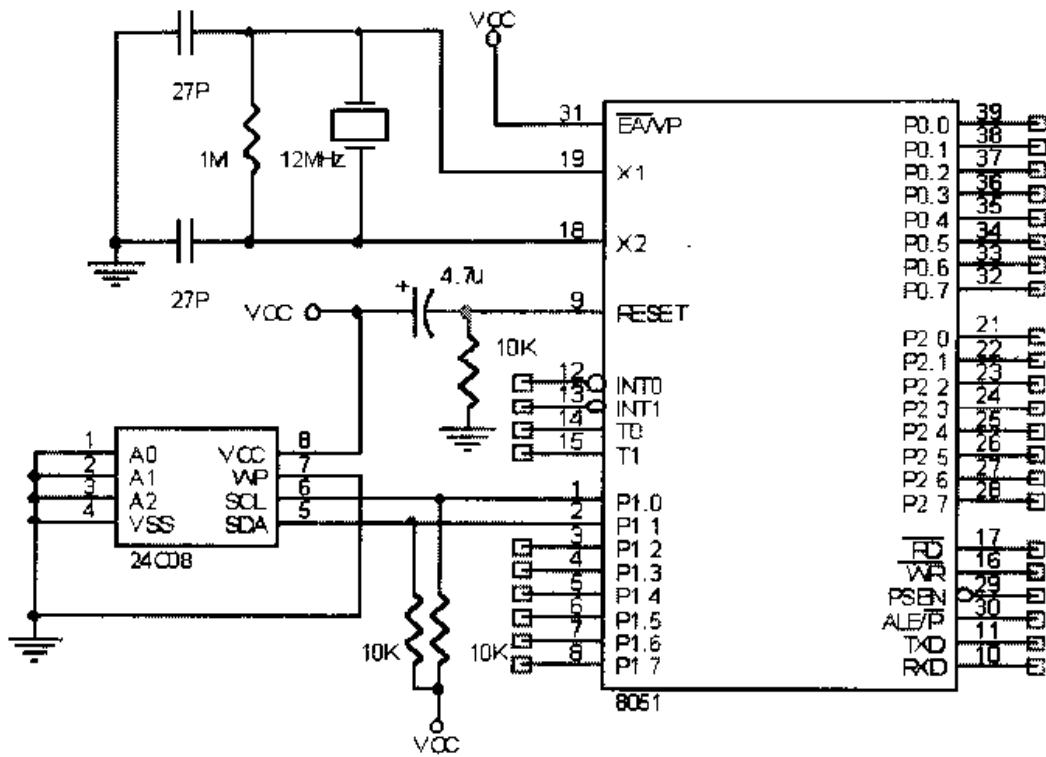 VCC
27P
1M
12MHz
27P
31 EA/VP
19 X1
18 X2
4.7u
+
VCC
9 RESET
10K
12 INT0
13 INT1
14 T0
15 T1
1 A0
2 A1
3 A2
4 VSS
VCC 8
WP 7
SCL 6
SDA 5
24C08
1 P1.0
2 P1.1
3 P1.2
4 P1.3
5 P1.4
6 P1.5
7 P1.6
8 P1.7
10K
10K
VCC
P0.0 39
P0.1 38
P0.2 37
P0.3 36
P0.4 35
P0.5 34
P0.6 33
P0.7 32
P2.0 21
P2.1 22
P2.2 23
P2.3 24
P2.4 25
P2.5 26
P2.6 27
P2.7 28
RD 17
WR 16
PSEN 29
ALE/P 30
TXD 11
RXD 10
8051